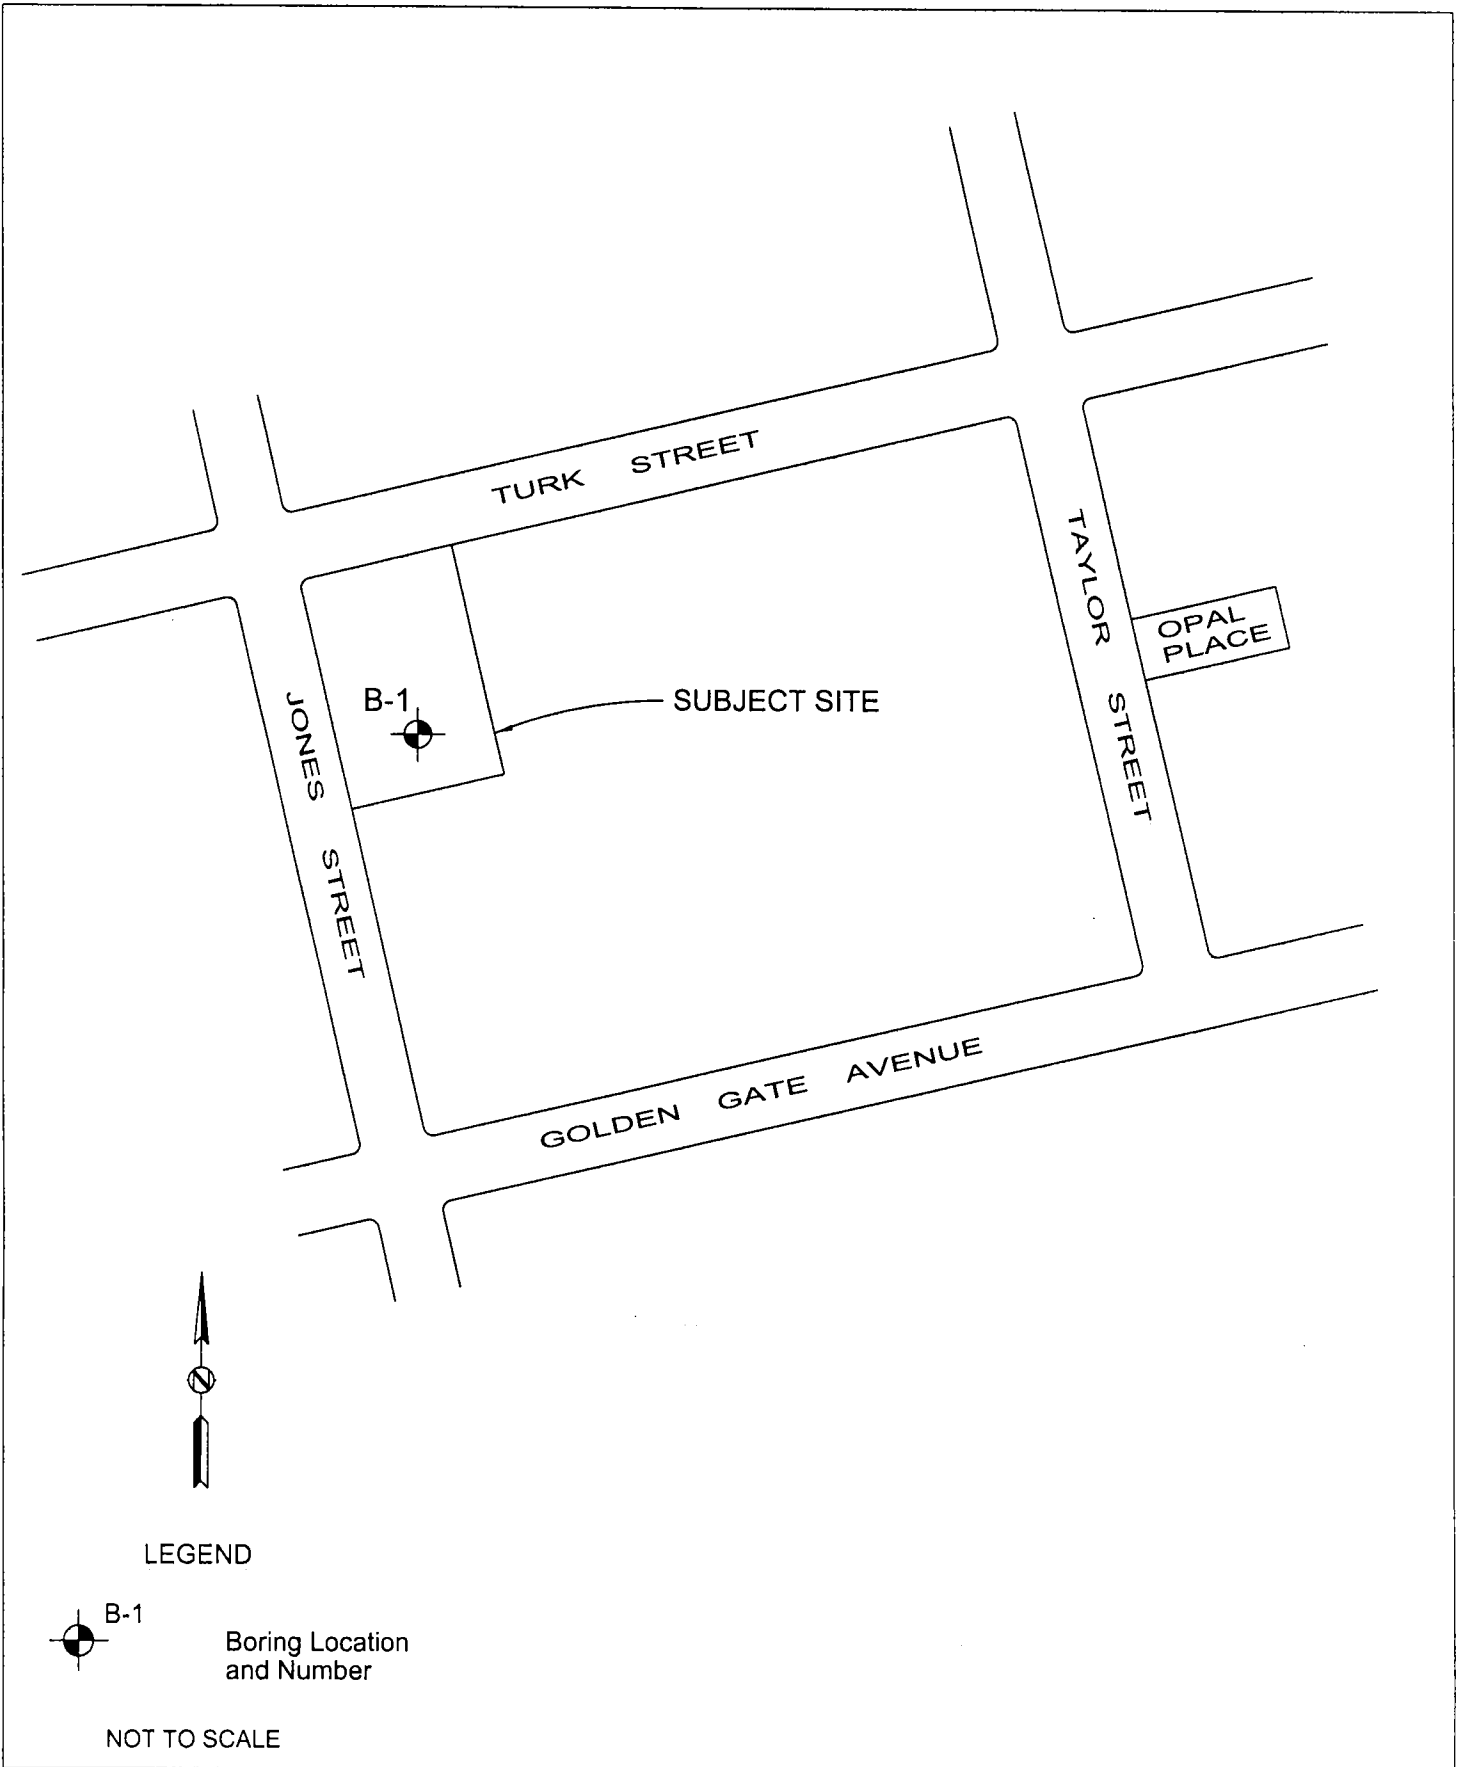 TURK STREET
TAYLOR STREET
OPAL
PLACE
B-1
SUBJECT SITE
JONES STREET
GOLDEN GATE AVENUE
N
LEGEND
B-1
Boring Location
and Number
NOT TO SCALE